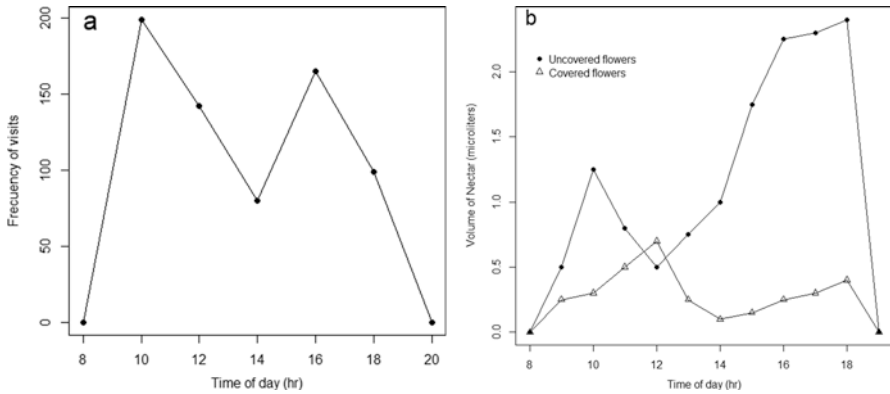 a
Frecuency of visits
0
50
100
150
200
8 10 12 14 16 18 20
Time of day (hr)
b
Uncovered flowers
Covered flowers
Volume of Nectar (microliters)
0.0
0.5
1.0
1.5
2.0
8 10 12 14 16 18
Time of day (hr)